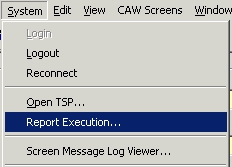 System Edit View CAW Screens Window
Login
Logout
Reconnect
Open TSP...
Report Execution...
Screen Message Log Viewer...